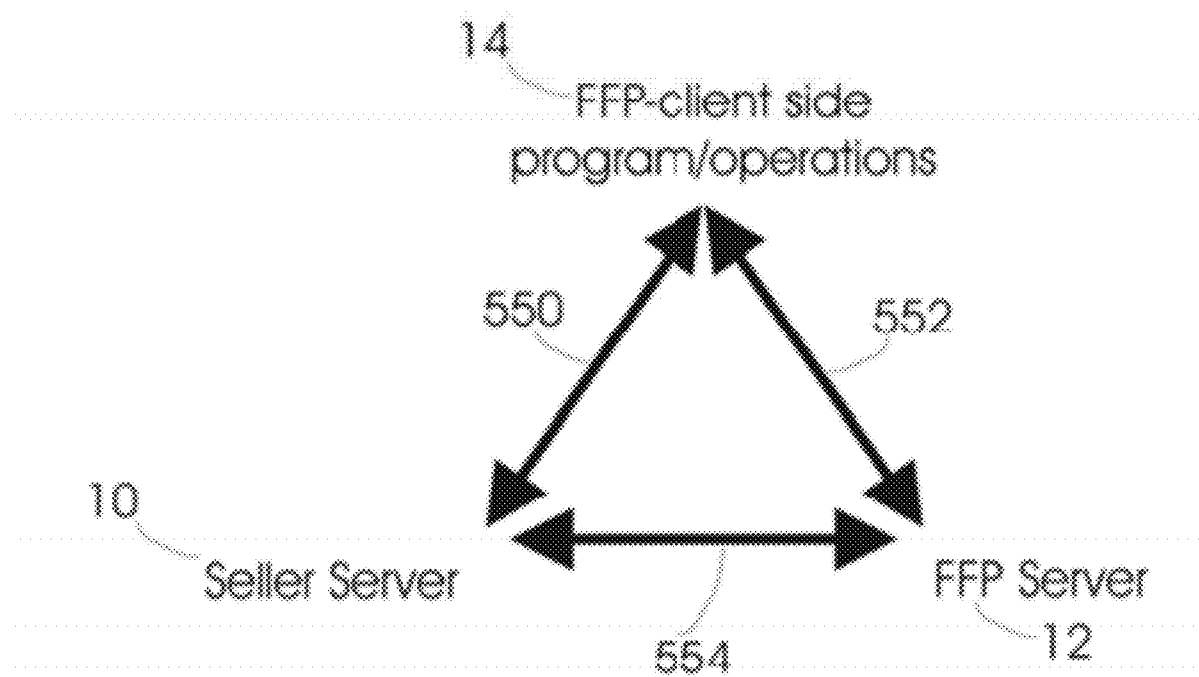 14
FFP-client side
program/operations
550
552
10
Seller Server
FFP Server
554
12